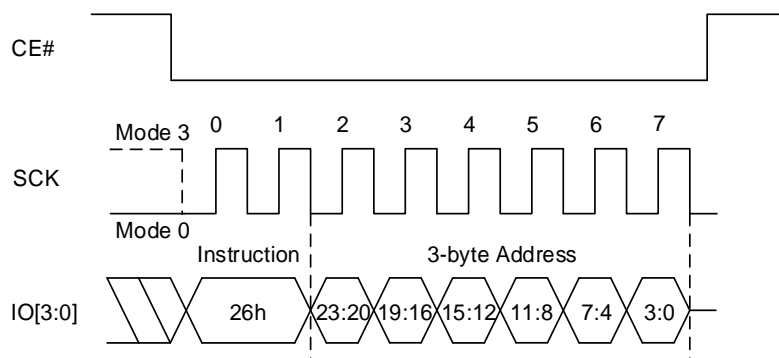 CE#
Mode 3
0 1 2 3 4 5 6 7
SCK
Mode 0
Instruction 3-byte Address
IO[3:0] 26h 23:20 19:16 15:12 11:8 7:4 3:0